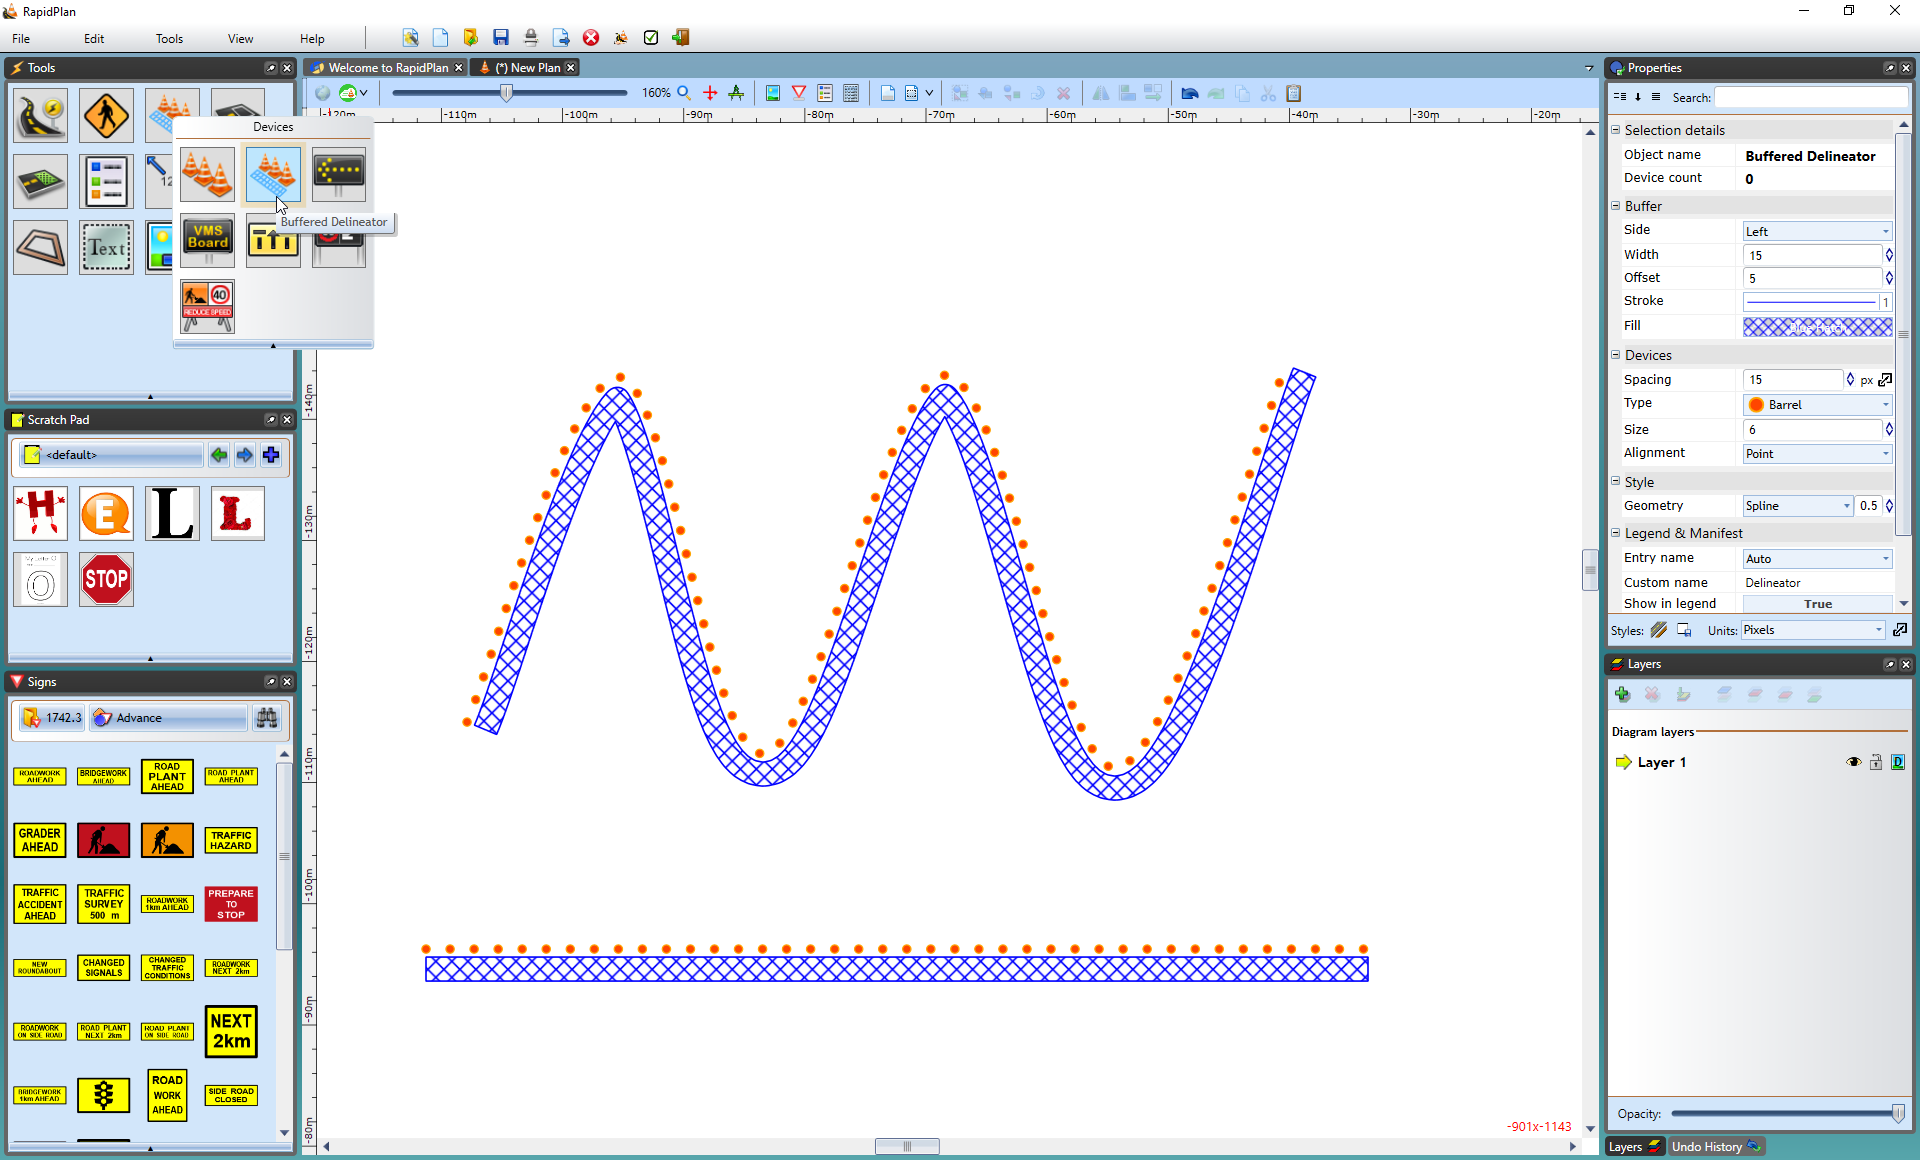 RapidPlan
File Edit Tools View Help
Tools
Devices
VMS
Board
Buffered Delineator
40
REDUCE SPEED
Text
12
Scratch Pad
<default>
H E L L
My Letter O
O
STOP
Signs
1742.3 Advance
ROADWORK
AHEAD
BRIDGEWORK
AHEAD
ROAD
PLANT
AHEAD
ROAD PLANT
AHEAD
GRADER
AHEAD
TRAFFIC
HAZARD
TRAFFIC
ACCIDENT
AHEAD
TRAFFIC
SURVEY
500 m
ROADWORK
1km AHEAD
PREPARE
TO
STOP
NEW
ROUNDABOUT
CHANGED
SIGNALS
CHANGED
TRAFFIC
CONDITIONS
ROADWORK
NEXT 2km
ROADWORK
ON SIDE ROAD
ROAD PLANT
NEXT 2km
ROAD PLANT
ON SIDE ROAD
NEXT
2km
BRIDGEWORK
1km AHEAD
ROAD
WORK
AHEAD
SIDE ROAD
CLOSED
Welcome to RapidPlan (*) New Plan
160%
-120m -110m -100m -90m -80m -70m -60m -50m -40m -30m -20m
-140m
-130m
-120m
-110m
-100m
-90m
-80m
-901x-1143
Properties
Search:
Selection details
Object name Buffered Delineator
Device count 0
Buffer
Side Left
Width 15
Offset 5
Stroke 1
Fill
Devices
Spacing 15 px
Type Barrel
Size 6
Alignment Point
Style
Geometry Spline 0.5
Legend & Manifest
Entry name Auto
Custom name Delineator
Show in legend True
Styles: Units: Pixels
Layers
Diagram layers
Layer 1
D
Opacity:
Layers Undo History